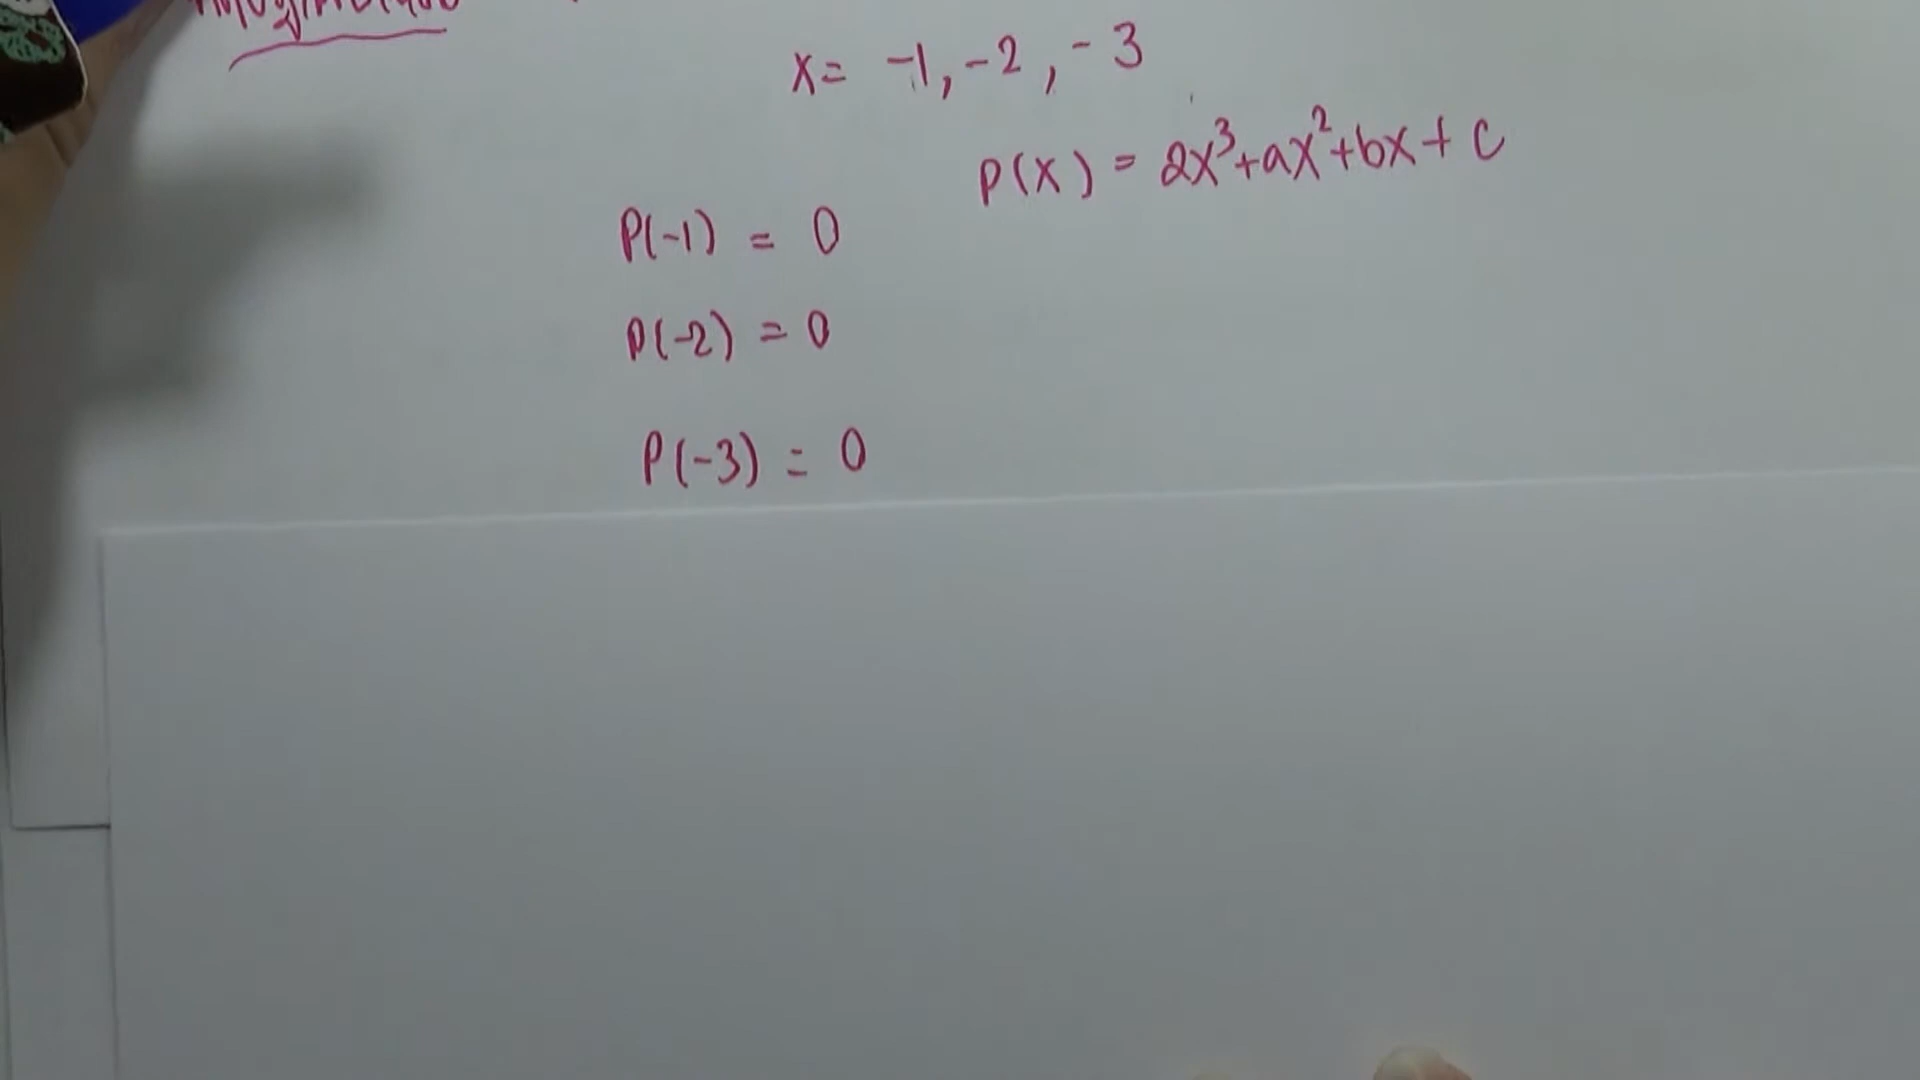 x= -1, -2, -3
P(x) = 2x³+ax²+bx+c
P(-1) = 0
P(-2) = 0
P(-3) = 0